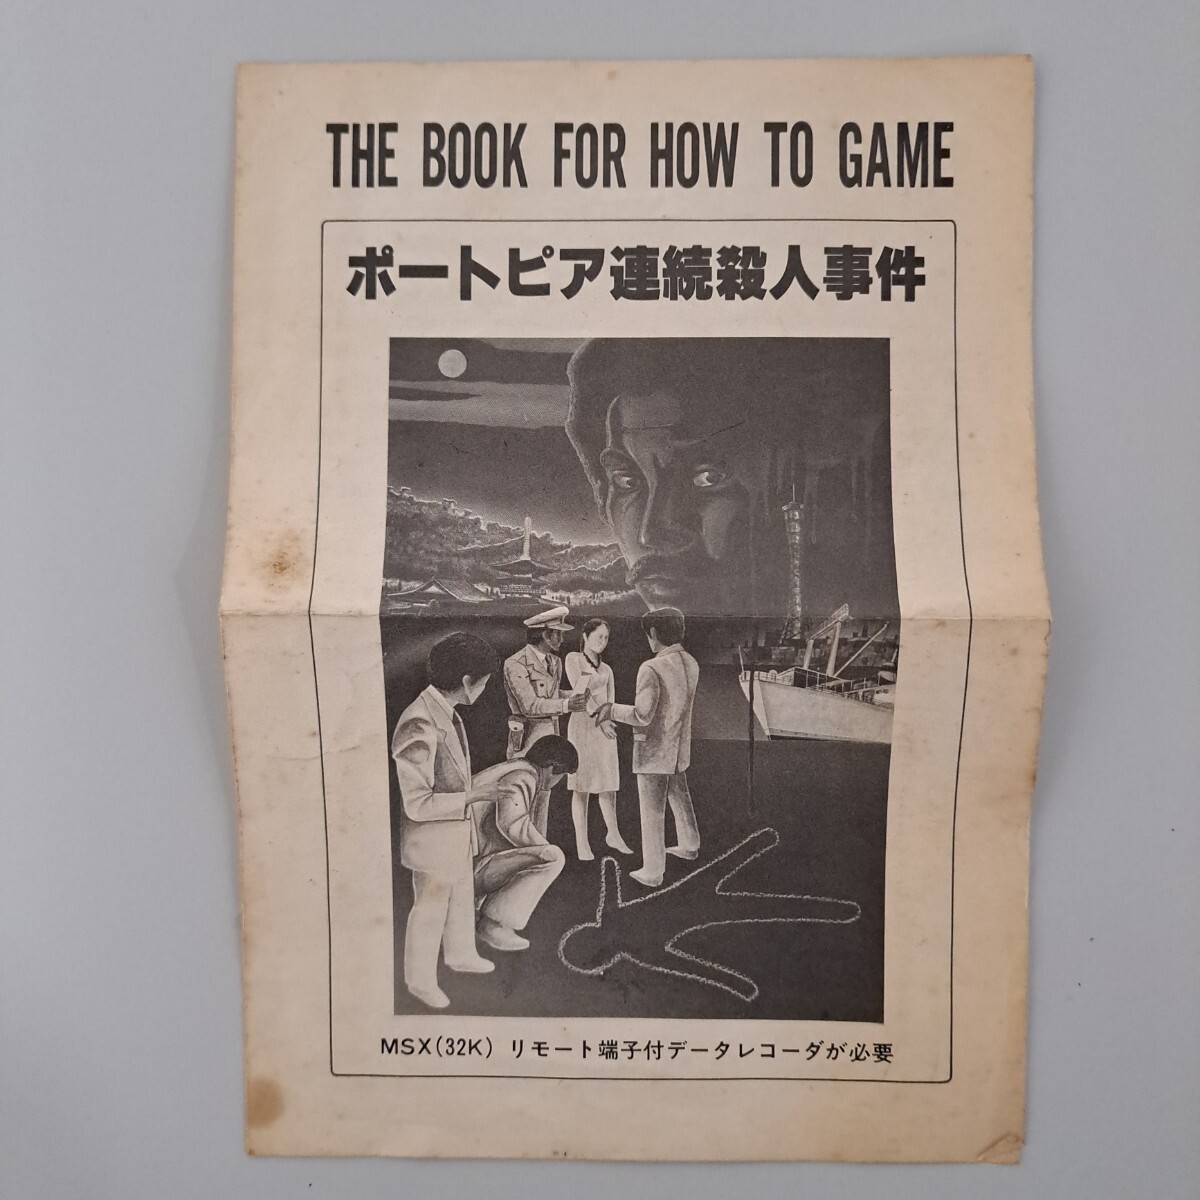 THE BOOK FOR HOW TO GAME
ポートピア連続殺人事件
MSX(32K) リモート端子付データレコーダが必要